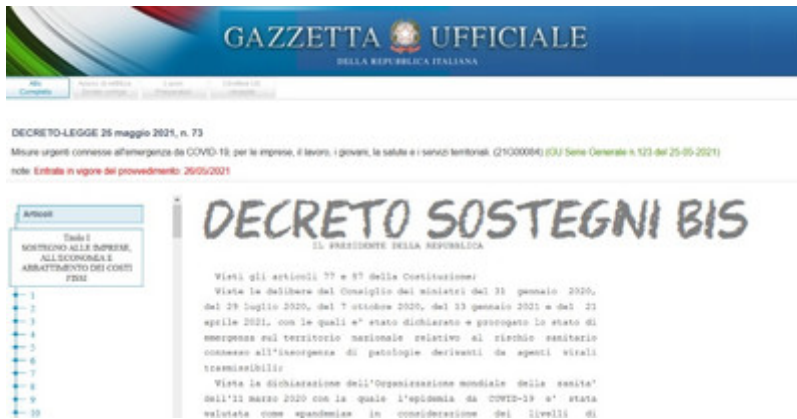 GAZZETTA UFFICIALE
DELLA REPUBBLICA ITALIANA
Atto
Completo
Lavori
Preparatori
DECRETO-LEGGE 25 maggio 2021, n. 73
Misure urgenti connesse all'emergenza da COVID-19, per le imprese, il lavoro, i giovani, la salute e i servizi territoriali. (21G00084) (GU Serie Generale n.123 del 25-05-2021)
note: Entrata in vigore del provvedimento: 26/05/2021
Articoli
Titolo I
SOSTEGNO ALLE IMPRESE,
ALL'ECONOMIA E
ABBATTIMENTO DEI COSTI
FISSI
1
2
3
4
5
6
7
8
9
10
DECRETO SOSTEGNI BIS
IL PRESIDENTE DELLA REPUBBLICA
Visti gli articoli 77 e 87 della Costituzione;
Viste le delibere del Consiglio dei ministri del 31 gennaio 2020,
del 29 luglio 2020, del 7 ottobre 2020, del 13 gennaio 2021 e del 21
aprile 2021, con le quali e' stato dichiarato e prorogato lo stato di
emergenza sul territorio nazionale relativo al rischio sanitario
connesso all'insorgenza di patologie derivanti da agenti virali
trasmissibili;
Vista la dichiarazione dell'Organizzazione mondiale della sanita'
dell'11 marzo 2020 con la quale l'epidemia da COVID-19 e' stata
valutata come «pandemia» in considerazione dei livelli di